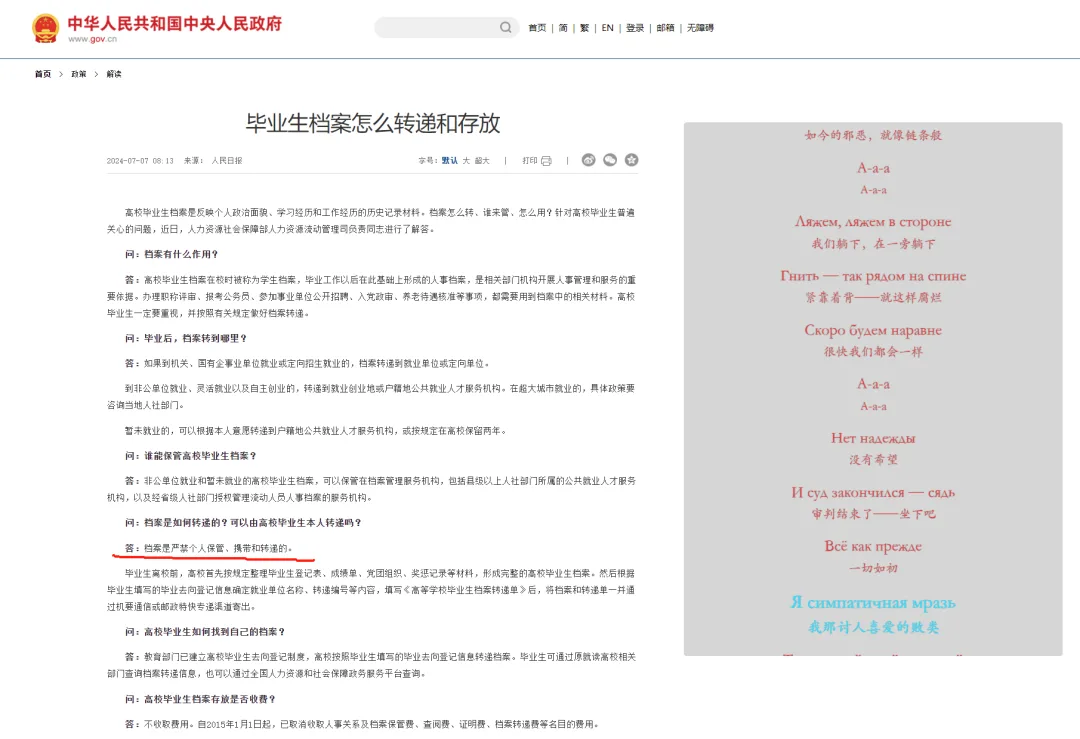 中华人民共和国中央人民政府
www.gov.cn
首页 | 简 | 繁 | EN | 登录 | 邮箱 | 无障碍
首页 > 政策 > 解读
毕业生档案怎么转递和存放
2024-07-07 08:13 来源： 人民日报
字号：默认 大 超大 | 打印 |
高校毕业生档案是反映个人政治面貌、学习经历和工作经历的历史记录材料。档案怎么转、谁来管、怎么用？针对高校毕业生普遍
关心的问题，近日，人力资源社会保障部人力资源流动管理司负责同志进行了解答。
问：档案有什么作用？
答：高校毕业生档案在校时被称为学生档案，毕业工作以后在此基础上形成的人事档案，是相关部门机构开展人事管理和服务的重
要依据。办理职称评审、报考公务员、参加事业单位公开招聘、入党政审、养老待遇核准等事项，都需要用到档案中的相关材料。高校
毕业生一定要重视，并按照有关规定做好档案转递。
问：毕业后，档案转到哪里？
答：如果到机关、国有企事业单位就业或定向招生就业的，档案转递到就业单位或定向单位。
到非公单位就业、灵活就业以及自主创业的，转递到就业创业地或户籍地公共就业人才服务机构。在超大城市就业的，具体政策要
咨询当地人社部门。
暂未就业的，可以根据本人意愿转递到户籍地公共就业人才服务机构，或按规定在高校保留两年。
问：谁能保管高校毕业生档案？
答：非公单位就业和暂未就业的高校毕业生档案，可以保管在档案管理服务机构，包括县级以上人社部门所属的公共就业人才服务
机构，以及经省级人社部门授权管理流动人员人事档案的服务机构。
问：档案是如何转递的？可以由高校毕业生本人转递吗？
答：档案是严禁个人保管、携带和转递的。
毕业生离校前，高校首先按规定整理毕业生登记表、成绩单、党团组织、奖惩记录等材料，形成完整的高校毕业生档案。然后根据
毕业生填写的毕业去向登记信息确定就业单位名称、转递编号等内容，填写《高等学校毕业生档案转递单》后，将档案和转递单一并通
过机要通信或邮政特快专递渠道寄出。
问：高校毕业生如何找到自己的档案？
答：教育部门已建立高校毕业生去向登记制度，高校按照毕业生填写的毕业去向登记信息转递档案。毕业生可通过原就读高校相关
部门查询档案转递信息，也可以通过全国人力资源和社会保障政务服务平台查询。
问：高校毕业生档案存放是否收费？
答：不收取费用。自2015年1月1日起，已取消收取人事关系及档案保管费、查阅费、证明费、档案转递费等名目的费用。
如今的邪恶，就像链条般
А-а-а
А-а-а
Ляжем, ляжем в стороне
我们躺下，在一旁躺下
Гнить — так рядом на спине
紧靠着背——就这样腐烂
Скоро будем наравне
很快我们都会一样
А-а-а
А-а-а
Нет надежды
没有希望
И суд закончился — сядь
审判结束了——坐下吧
Всё как прежде
一切如初
Я симпатичная мразь
我那讨人喜爱的败类